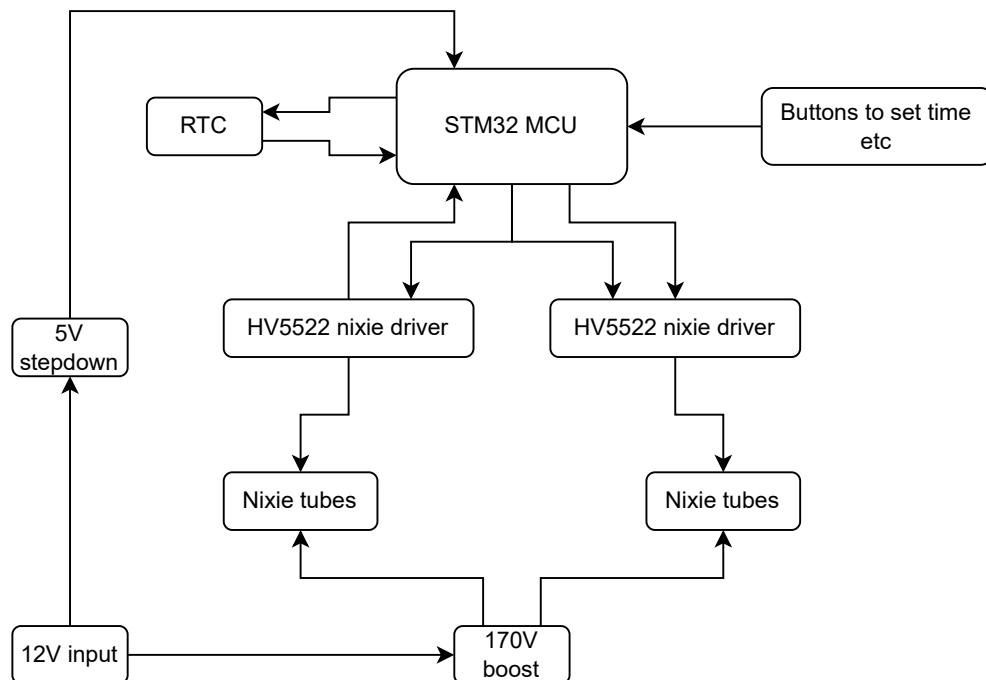 RTC
STM32 MCU
Buttons to set time
etc
HV5522 nixie driver
HV5522 nixie driver
5V
stepdown
Nixie tubes
Nixie tubes
12V input
170V
boost